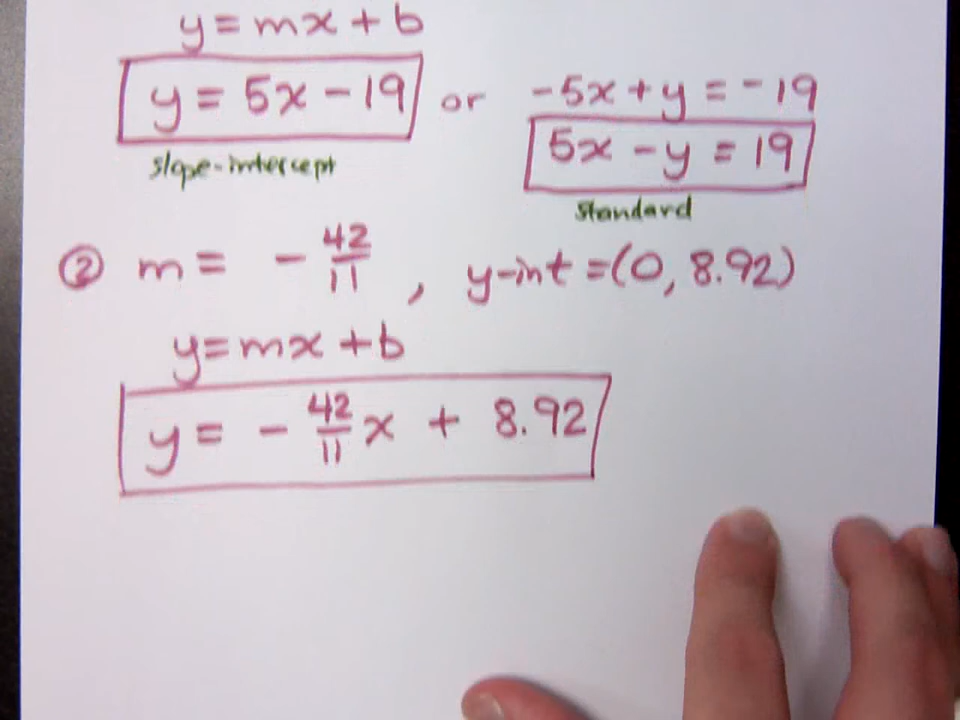 y = mx + b
y = 5x - 19 or -5x + y = -19
5x - y = 19
slope-intercept
standard
② m = - 42/11 , y-int = (0, 8.92)
y = mx + b
y = - 42/11 x + 8.92